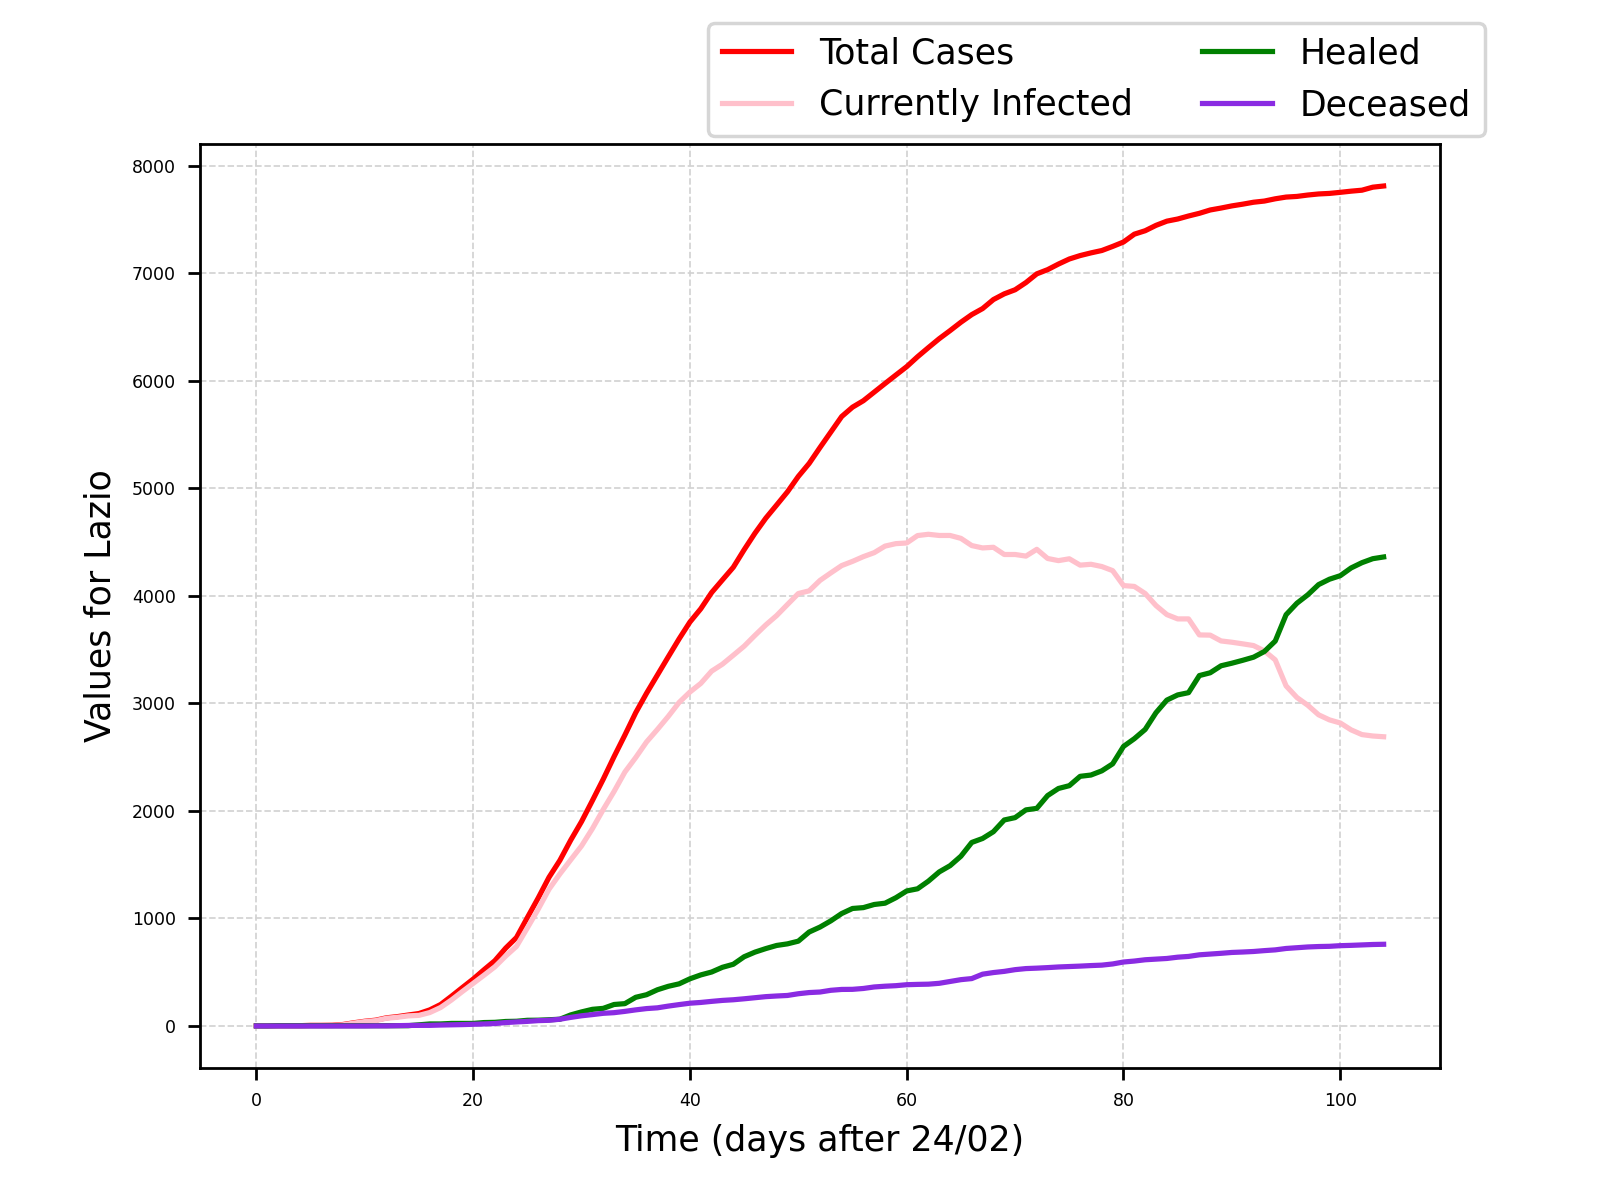 Total Cases
Currently Infected
Healed
Deceased
8000
7000
6000
5000
4000
3000
2000
1000
0
Values for Lazio
0 20 40 60 80 100
Time (days after 24/02)